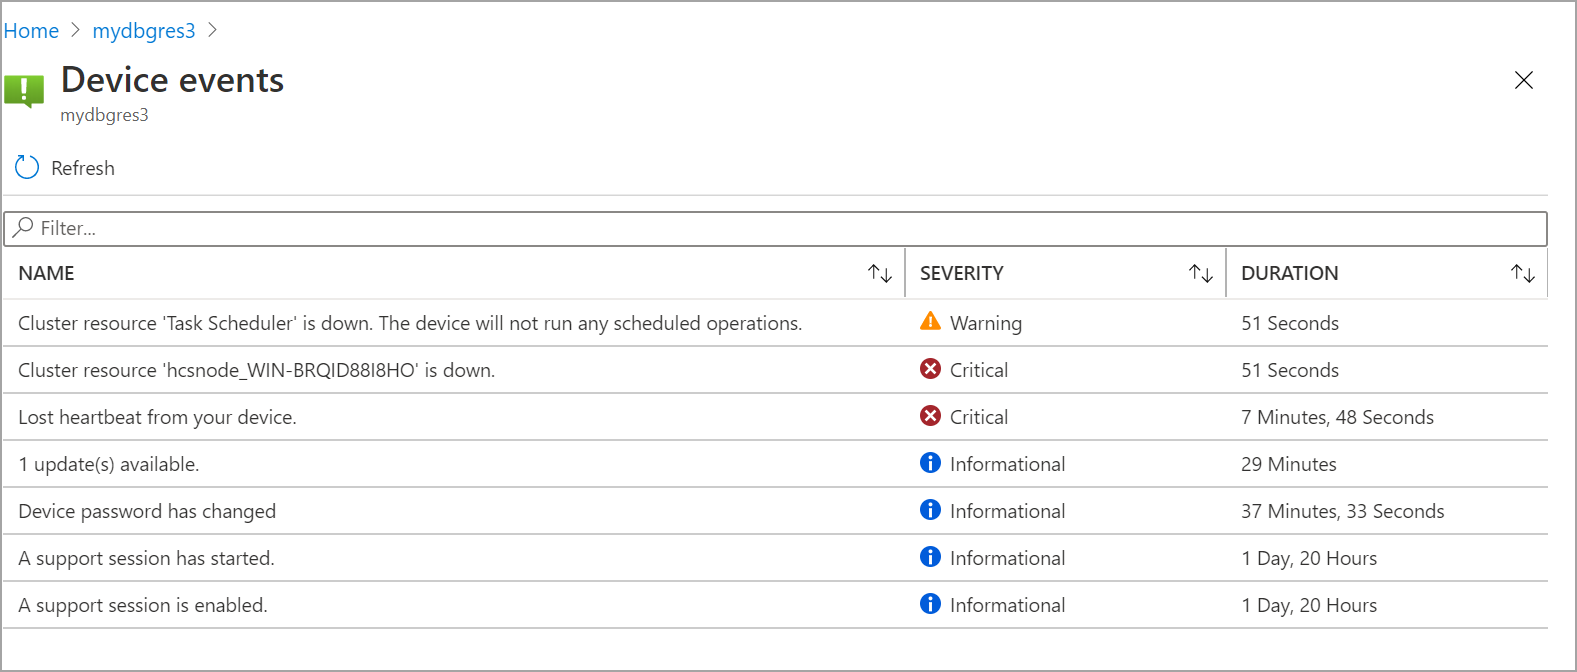 Home > mydbgres3 >
Device events
mydbgres3
Refresh
Filter...
NAME SEVERITY DURATION
Cluster resource 'Task Scheduler' is down. The device will not run any scheduled operations. Warning 51 Seconds
Cluster resource 'hcsnode_WIN-BRQID88I8HO' is down. Critical 51 Seconds
Lost heartbeat from your device. Critical 7 Minutes, 48 Seconds
1 update(s) available. Informational 29 Minutes
Device password has changed Informational 37 Minutes, 33 Seconds
A support session has started. Informational 1 Day, 20 Hours
A support session is enabled. Informational 1 Day, 20 Hours